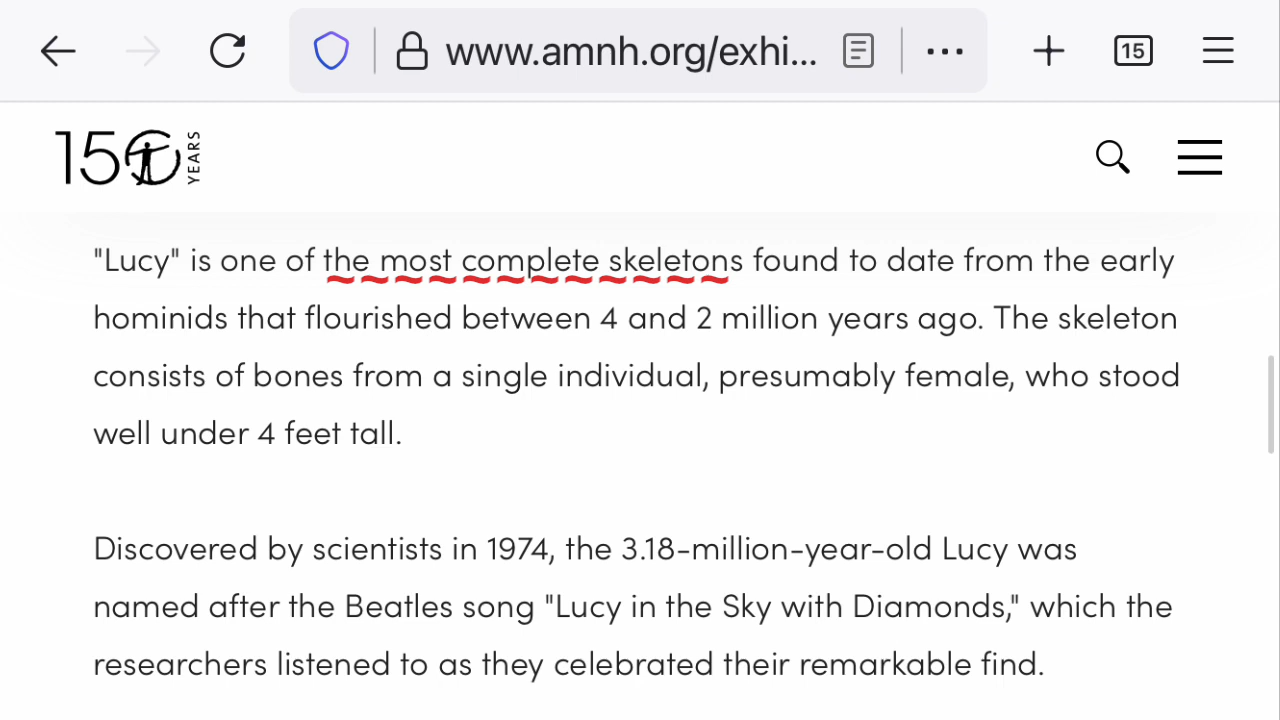 www.amnh.org/exhi...
15
150 YEARS
"Lucy" is one of the most complete skeletons found to date from the early
hominids that flourished between 4 and 2 million years ago. The skeleton
consists of bones from a single individual, presumably female, who stood
well under 4 feet tall.
Discovered by scientists in 1974, the 3.18-million-year-old Lucy was
named after the Beatles song "Lucy in the Sky with Diamonds," which the
researchers listened to as they celebrated their remarkable find.